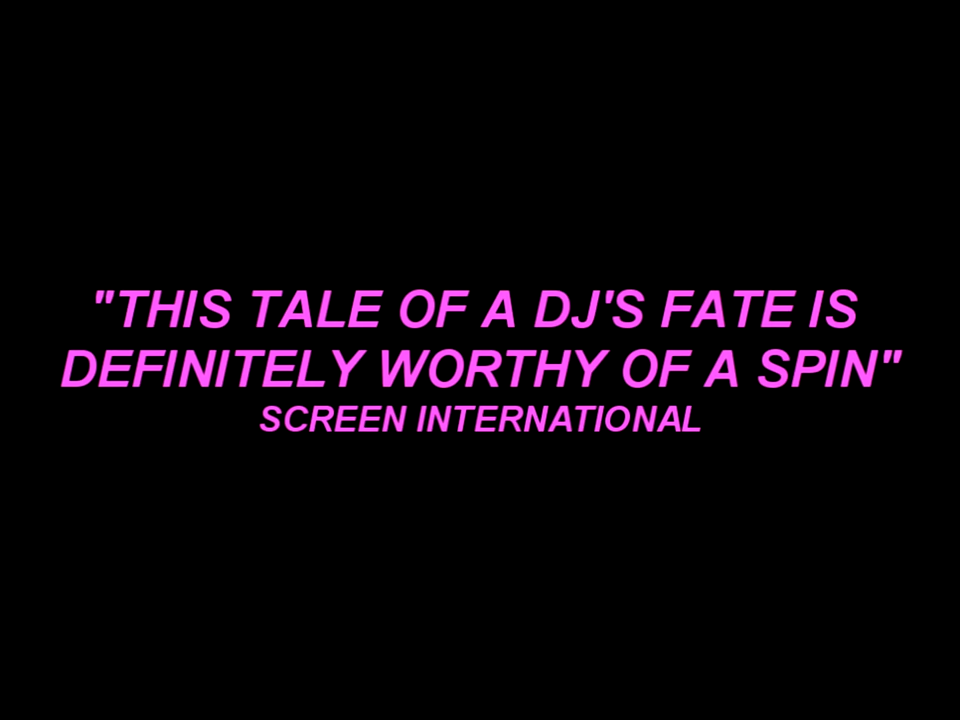 "THIS TALE OF A DJ'S FATE IS
DEFINITELY WORTHY OF A SPIN"
SCREEN INTERNATIONAL